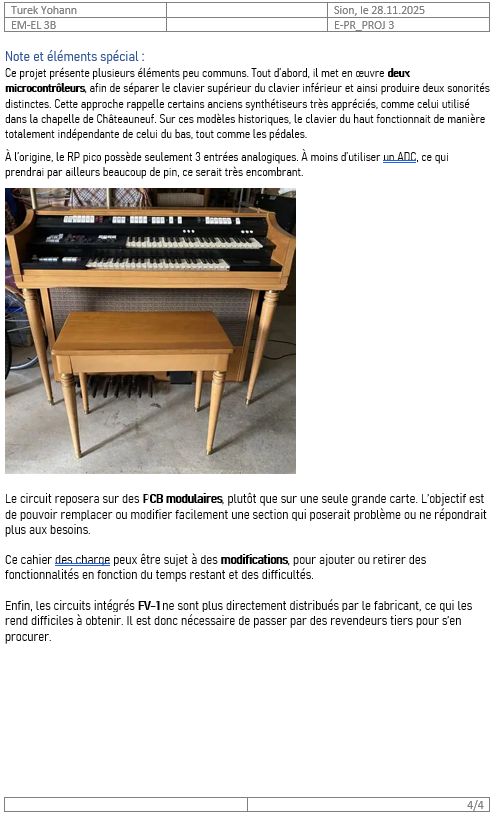 Turek Yohann
Sion, le 28.11.2025
EM-EL 3B
E-PR_PROJ 3
Note et éléments spécial :
Ce projet présente plusieurs éléments peu communs. Tout d'abord, il met en œuvre deux
microcontrôleurs, afin de séparer le clavier supérieur du clavier inférieur et ainsi produire deux sonorités
distinctes. Cette approche rappelle certains anciens synthétiseurs très appréciés, comme celui utilisé
dans la chapelle de Châteauneuf. Sur ces modèles historiques, le clavier du haut fonctionnait de manière
totalement indépendante de celui du bas, tout comme les pédales.
À l'origine, le RP pico possède seulement 3 entrées analogiques. À moins d'utiliser un ADC, ce qui
prendrai par ailleurs beaucoup de pin, ce serait très encombrant.
Le circuit reposera sur des PCB modulaires, plutôt que sur une seule grande carte. L'objectif est
de pouvoir remplacer ou modifier facilement une section qui poserait problème ou ne répondrait
plus aux besoins.
Ce cahier des charge peux être sujet à des modifications, pour ajouter ou retirer des
fonctionnalités en fonction du temps restant et des difficultés.
Enfin, les circuits intégrés FV-1 ne sont plus directement distribués par le fabricant, ce qui les
rend difficiles à obtenir. Il est donc nécessaire de passer par des revendeurs tiers pour s'en
procurer.
4/4